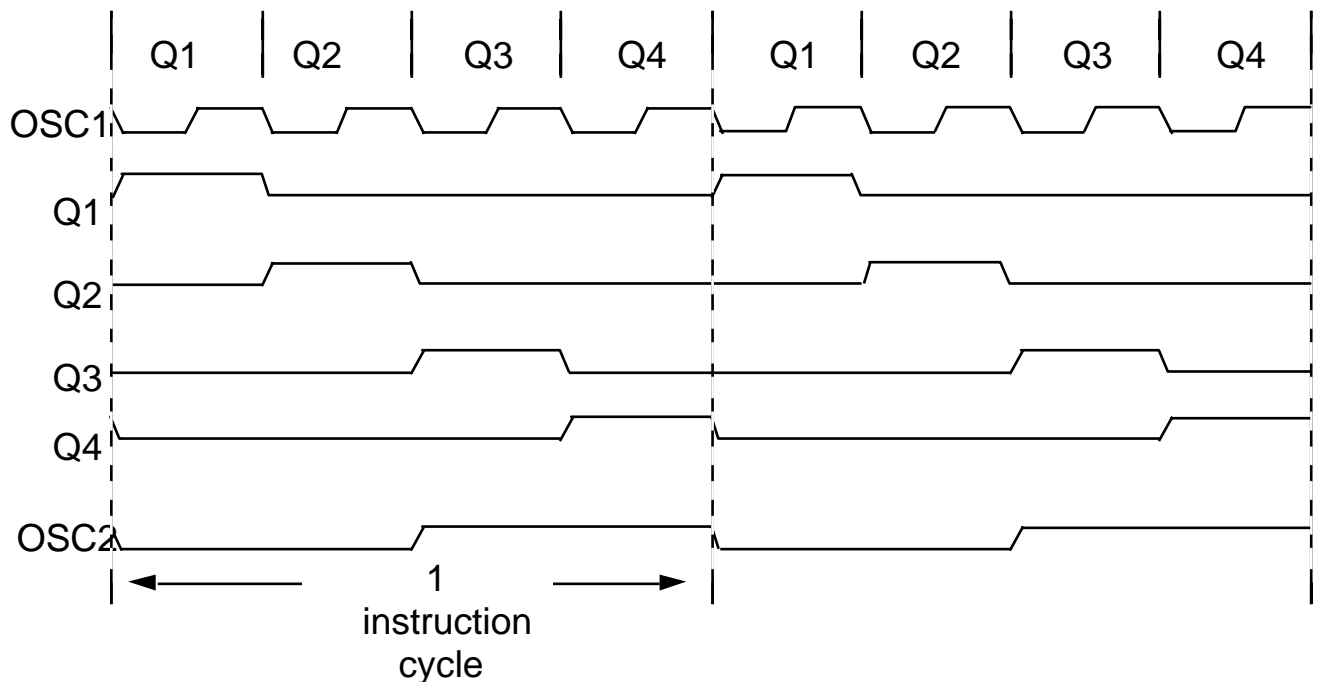 Q1 Q2 Q3 Q4 Q1 Q2 Q3 Q4
OSC1
Q1
Q2
Q3
Q4
OSC2
1
instruction
cycle